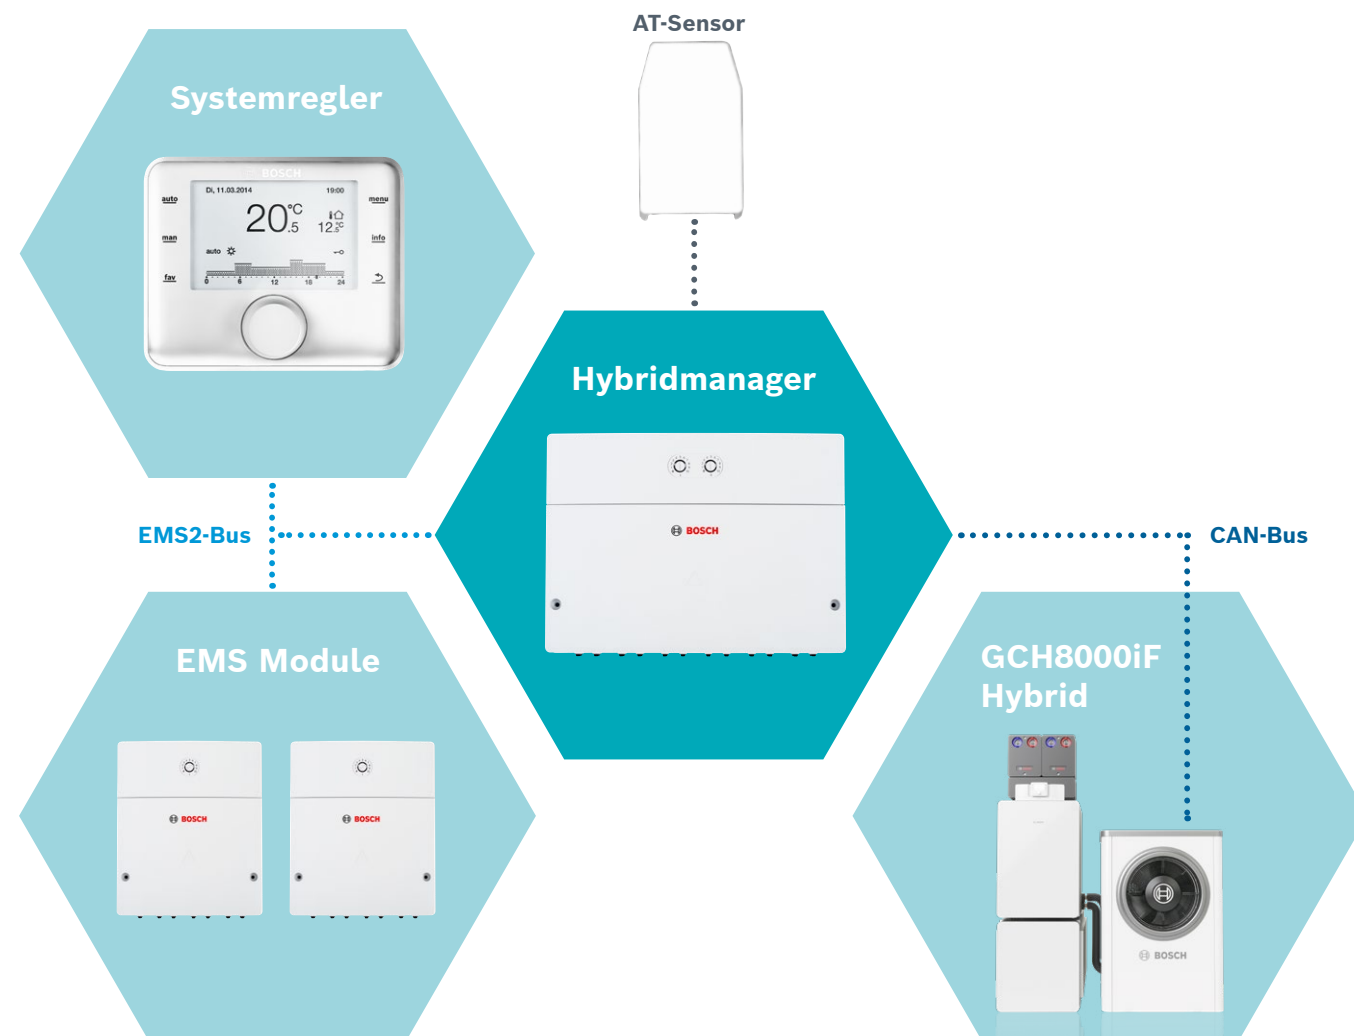 AT-Sensor
Systemregler
BOSCH
Di, 11.03.2014 19:00
auto
menu
20.5 °C
12.5 °C
man
info
auto
fav
0 6 12 18 24
Hybridmanager
BOSCH
EMS2-Bus
CAN-Bus
EMS Module
GCH8000iF
Hybrid
BOSCH
BOSCH
BOSCH